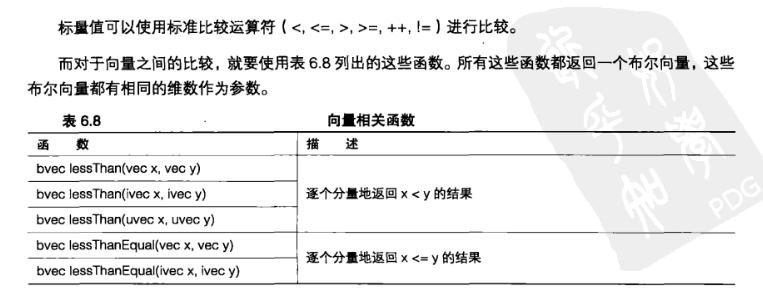 标量值可以使用标准比较运算符（<, <=, >, >=, ++, !=）进行比较。
而对于向量之间的比较，就要使用表 6.8 列出的这些函数。所有这些函数都返回一个布尔向量，这些
布尔向量都有相同的维数作为参数。
表 6.8 向量相关函数
函 数 描 述
bvec lessThan(vec x, vec y)
bvec lessThan(ivec x, ivec y) 逐个分量地返回 x < y 的结果
bvec lessThan(uvec x, uvec y)
bvec lessThanEqual(vec x, vec y)
逐个分量地返回 x <= y 的结果
bvec lessThanEqual(ivec x, ivec y)
PDG